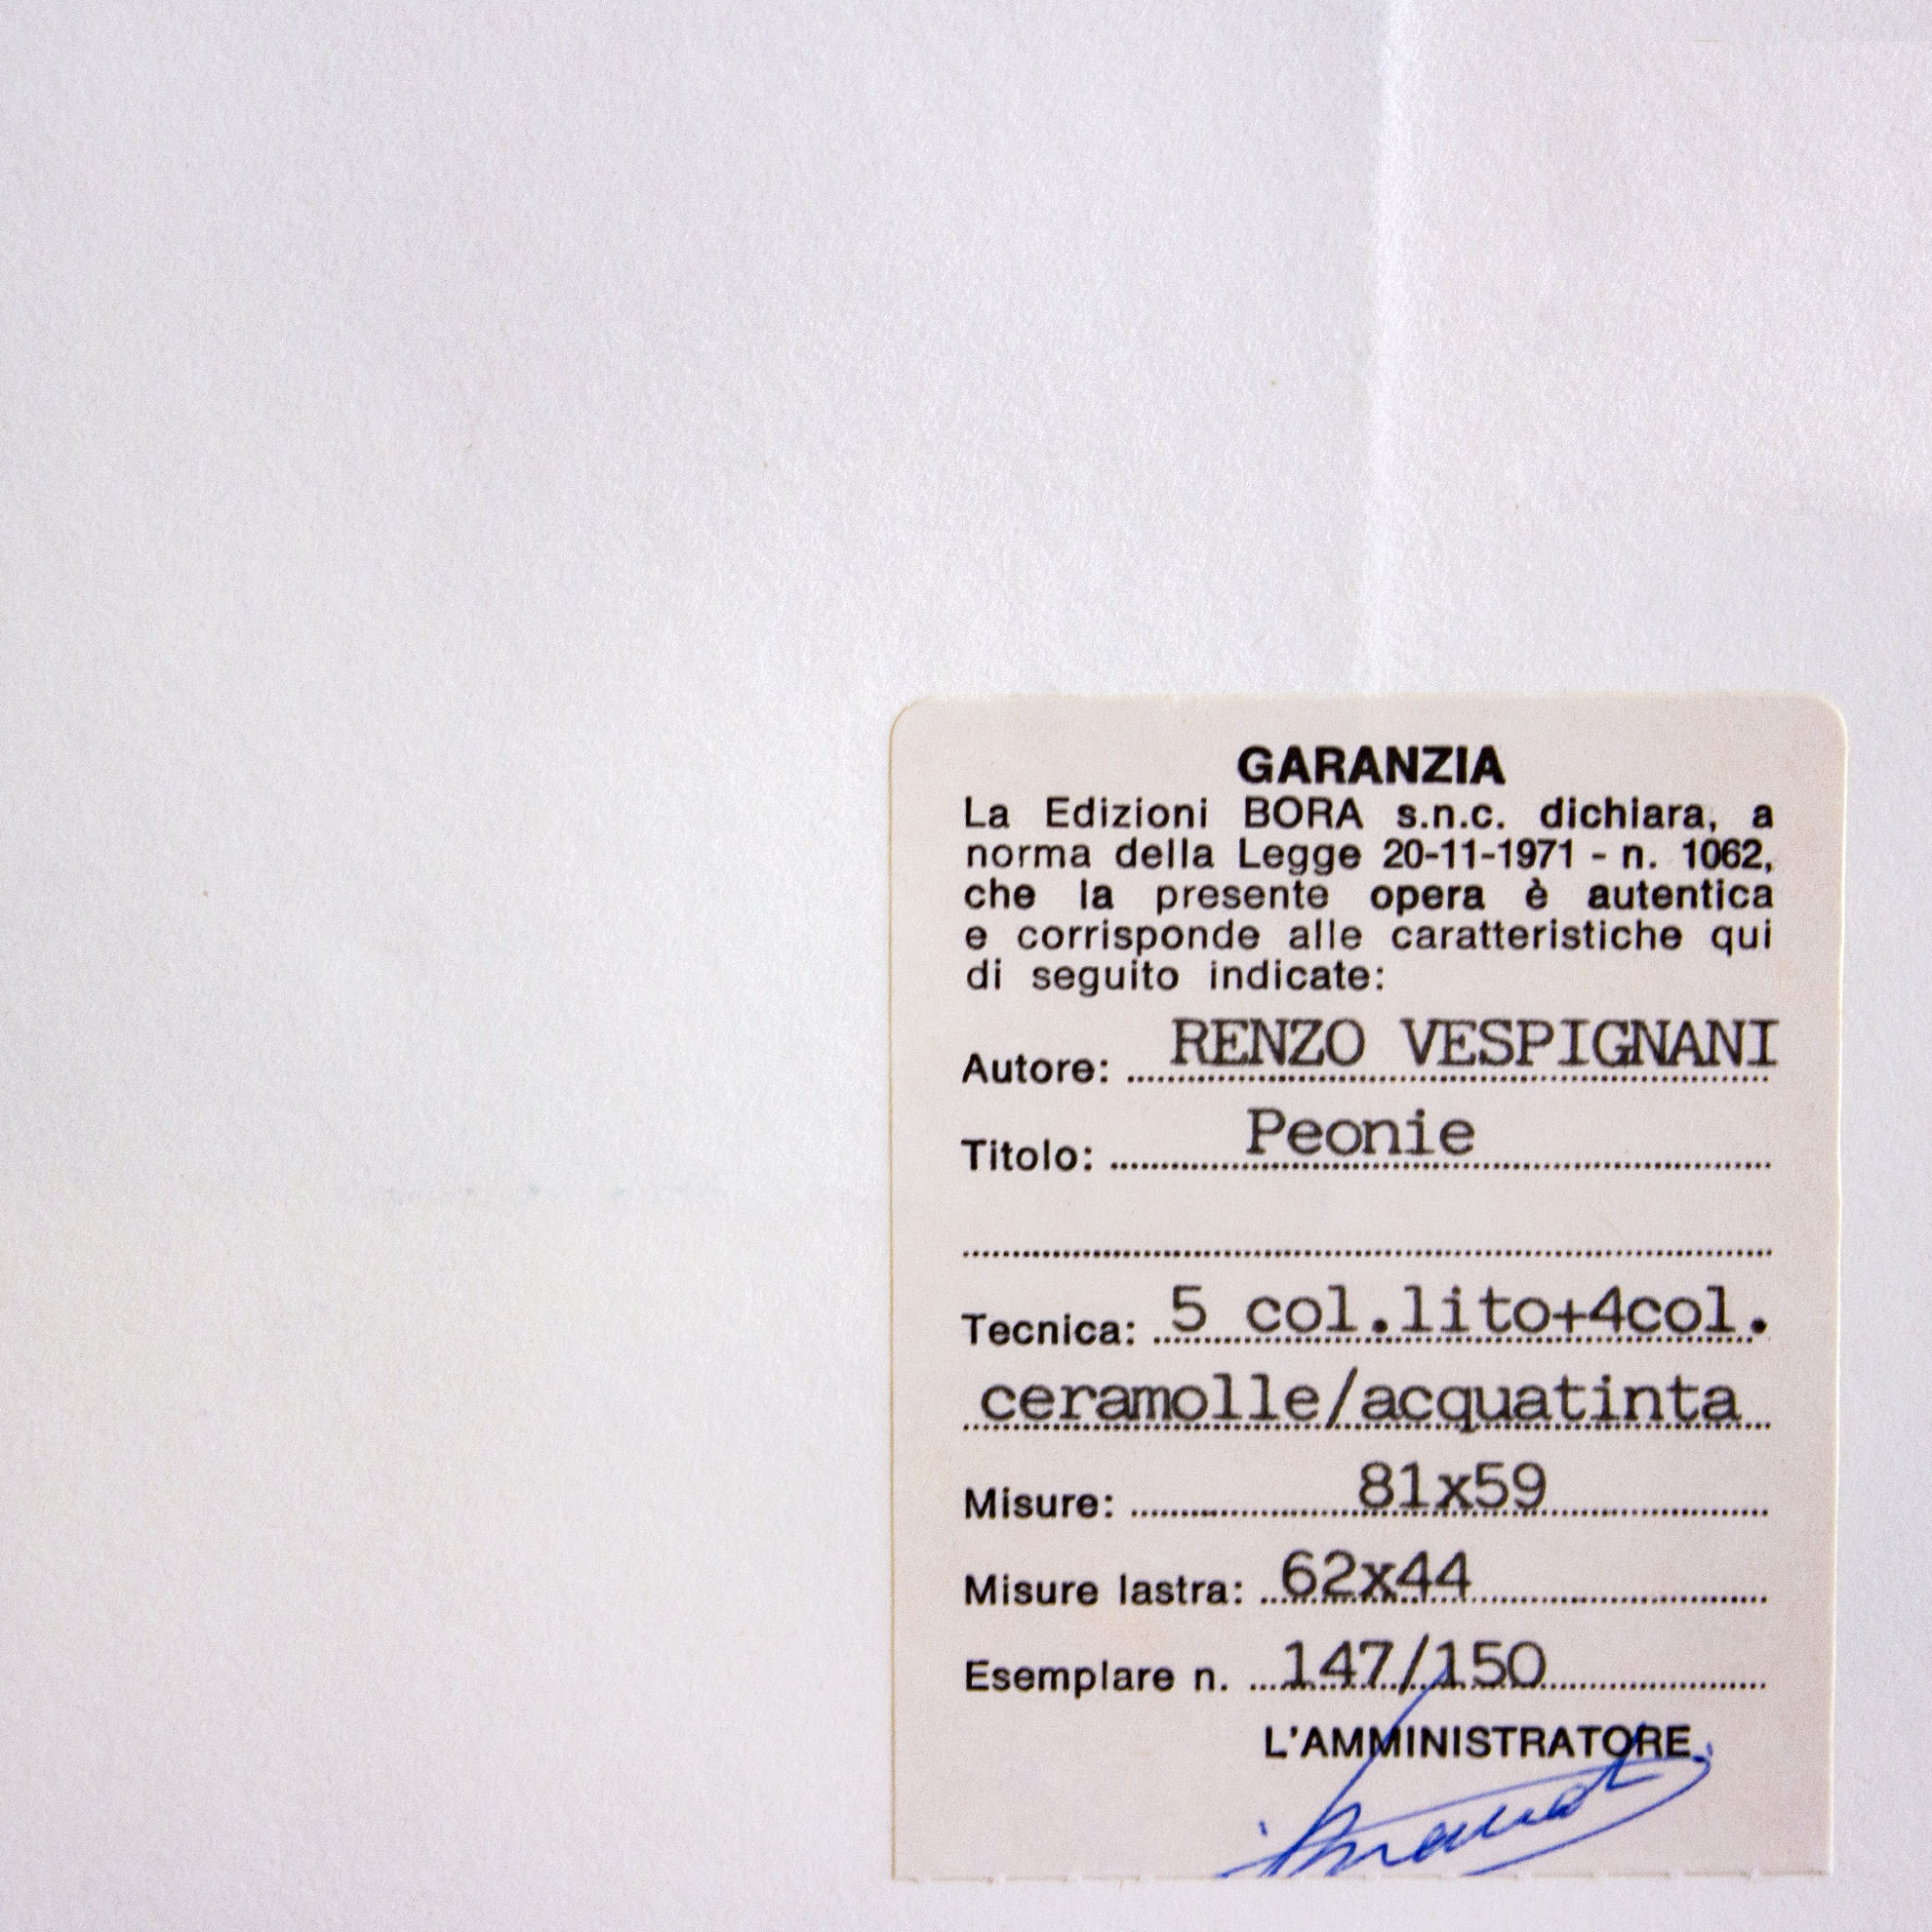 GARANZIA
La Edizioni BORA s.n.c. dichiara, a
norma della Legge 20-11-1971 - n. 1062,
che la presente opera è autentica
e corrisponde alle caratteristiche qui
di seguito indicate:
Autore: RENZO VESPIGNANI
Titolo: Peonie
Tecnica: 5 col.lito+4col.
ceramolle/acquatinta
Misure: 81x59
Misure lastra: 62x44
Esemplare n. 147/150
L'AMMINISTRATORE